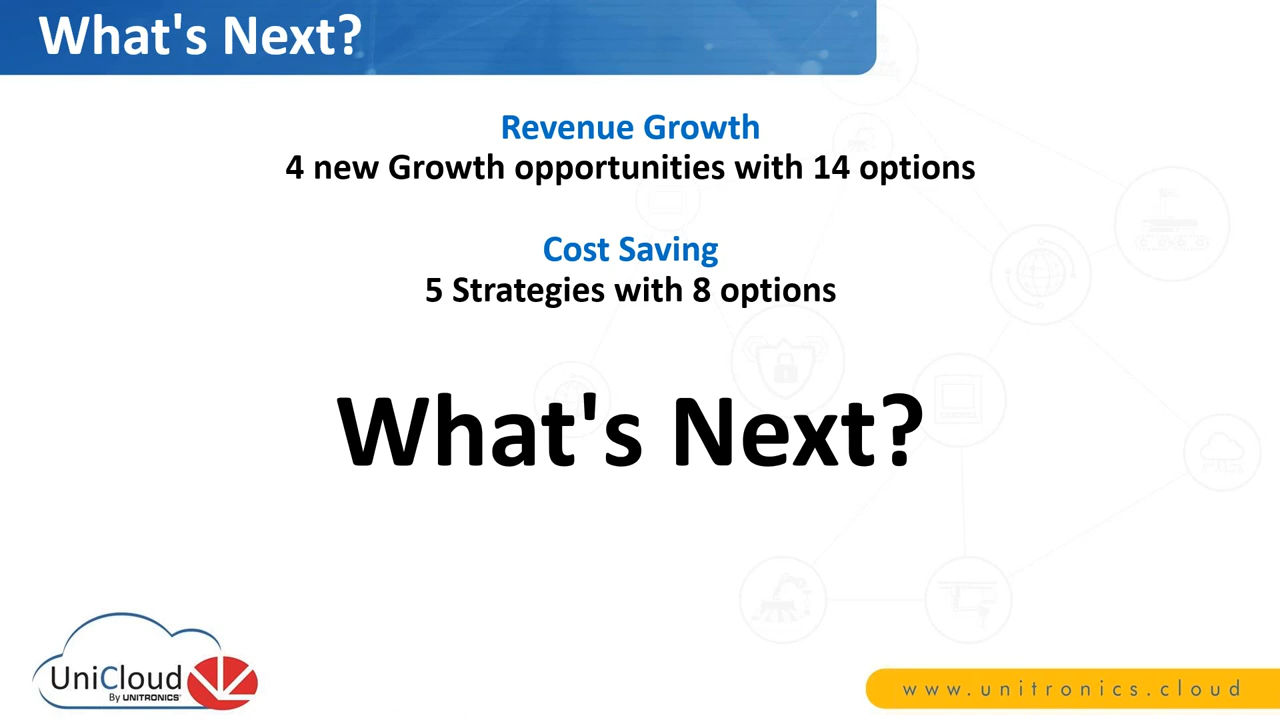 What's Next?
Revenue Growth
4 new Growth opportunities with 14 options
Cost Saving
5 Strategies with 8 options
What's Next?
UniCloud
By UNITRONICS
www.unitronics.cloud